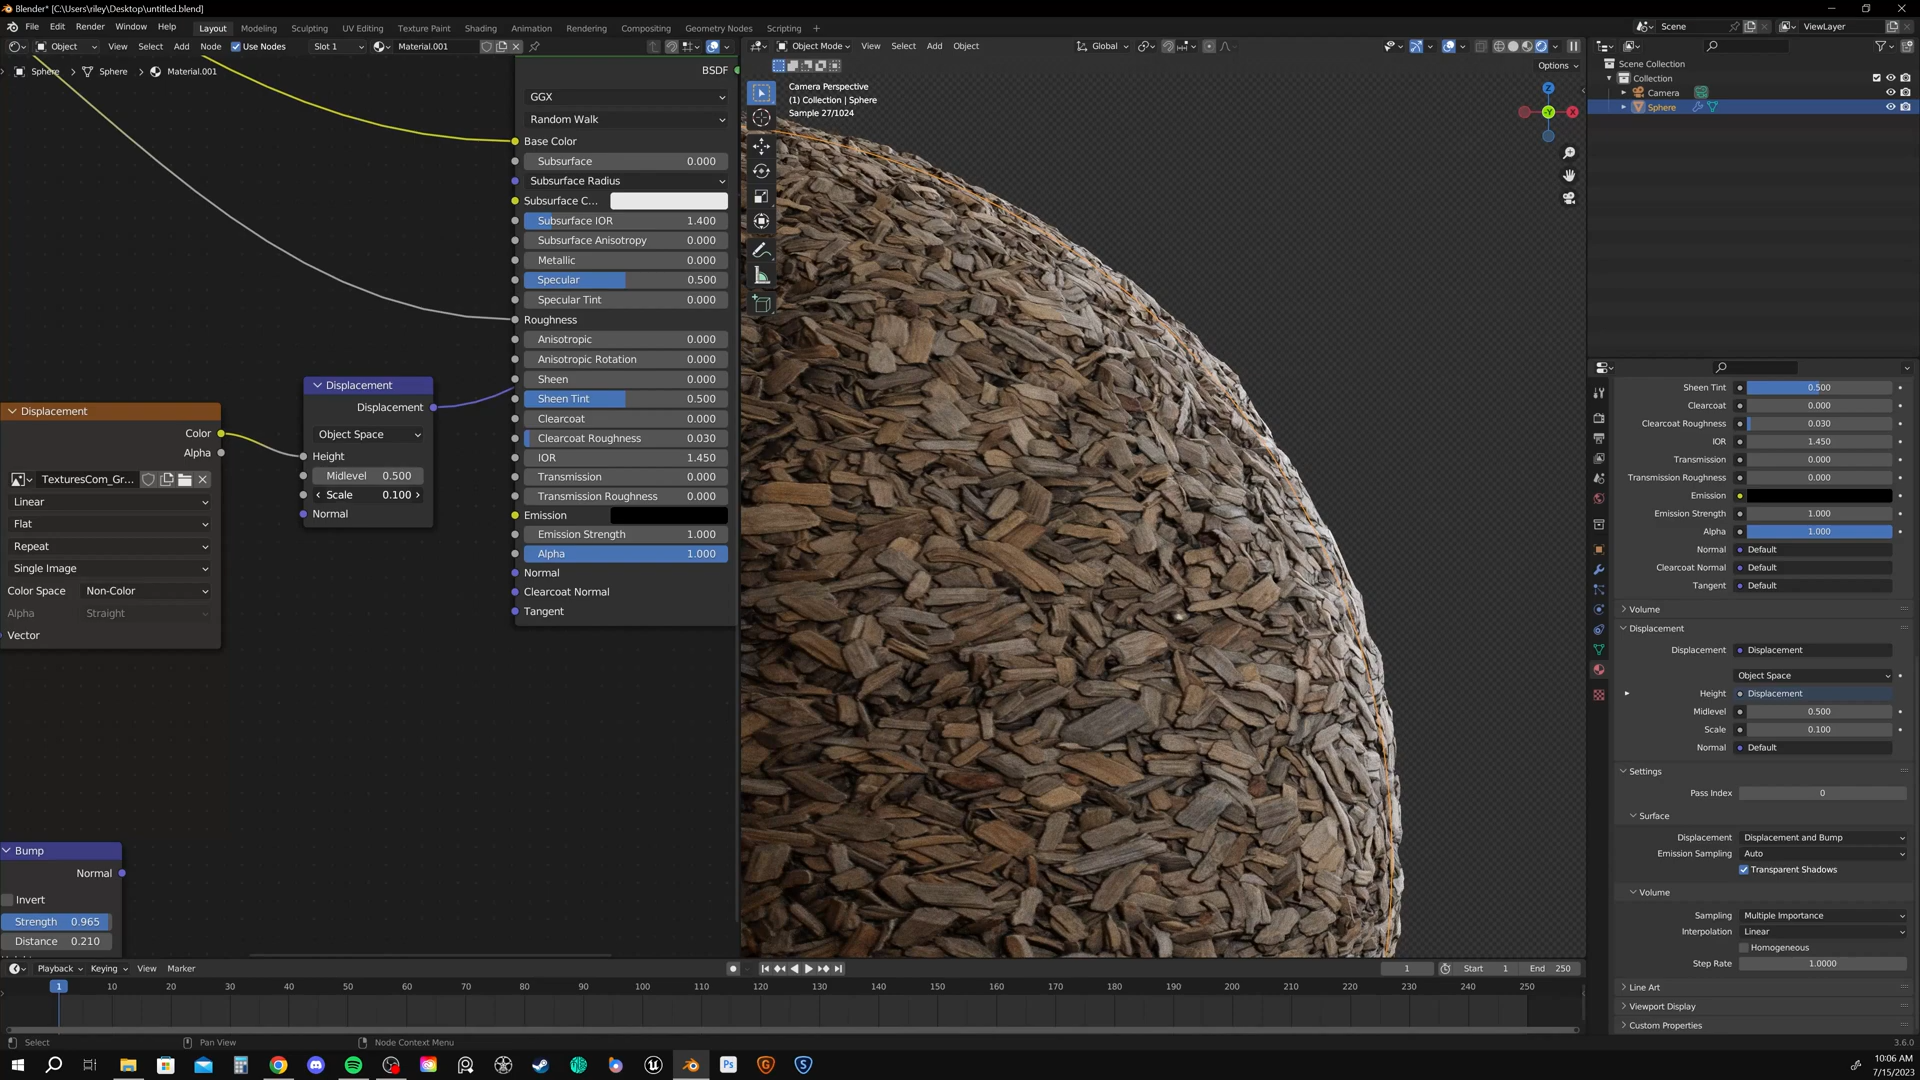 Blender* [C:\Users\riley\Desktop\untitled.blend]
File Edit Render Window Help Layout Modeling Sculpting UV Editing Texture Paint Shading Animation Rendering Compositing Geometry Nodes Scripting + Scene ViewLayer
Object View Select Add Node Use Nodes Slot 1 Material.001 Object Mode View Select Add Object Global
Sphere > Sphere > Material.001
Options
Camera Perspective
(1) Collection | Sphere
Sample 27/1024
Z
Y
X
Scene Collection
Collection
Camera
Sphere
BSDF
GGX
Random Walk
Base Color
Subsurface 0.000
Subsurface Radius
Subsurface C...
Subsurface IOR 1.400
Subsurface Anisotropy 0.000
Metallic 0.000
Specular 0.500
Specular Tint 0.000
Roughness
Anisotropic 0.000
Anisotropic Rotation 0.000
Sheen 0.000
Sheen Tint 0.500
Clearcoat 0.000
Clearcoat Roughness 0.030
IOR 1.450
Transmission 0.000
Transmission Roughness 0.000
Emission
Emission Strength 1.000
Alpha 1.000
Normal
Clearcoat Normal
Tangent
Displacement
Displacement
Object Space
Height
Midlevel 0.500
Scale 0.100
Normal
Displacement
Color
Alpha
TexturesCom_Gr...
Linear
Flat
Repeat
Single Image
Color Space Non-Color
Alpha Straight
Vector
Bump
Normal
Invert
Strength 0.965
Distance 0.210
Sheen Tint 0.500
Clearcoat 0.000
Clearcoat Roughness 0.030
IOR 1.450
Transmission 0.000
Transmission Roughness 0.000
Emission
Emission Strength 1.000
Alpha 1.000
Normal Default
Clearcoat Normal Default
Tangent Default
Volume
Displacement
Displacement Displacement
Object Space
Height Displacement
Midlevel 0.500
Scale 0.100
Normal Default
Settings
Pass Index 0
Surface
Displacement Displacement and Bump
Emission Sampling Auto
Transparent Shadows
Volume
Sampling Multiple Importance
Interpolation Linear
Homogeneous
Step Rate 1.0000
Line Art
Viewport Display
Custom Properties
Playback Keying View Marker 1 Start 1 End 250
1 10 20 30 40 50 60 70 80 90 100 110 120 130 140 150 160 170 180 190 200 210 220 230 240 250
Select Pan View Node Context Menu 3.6.0
Ps
10:06 AM
7/15/2023